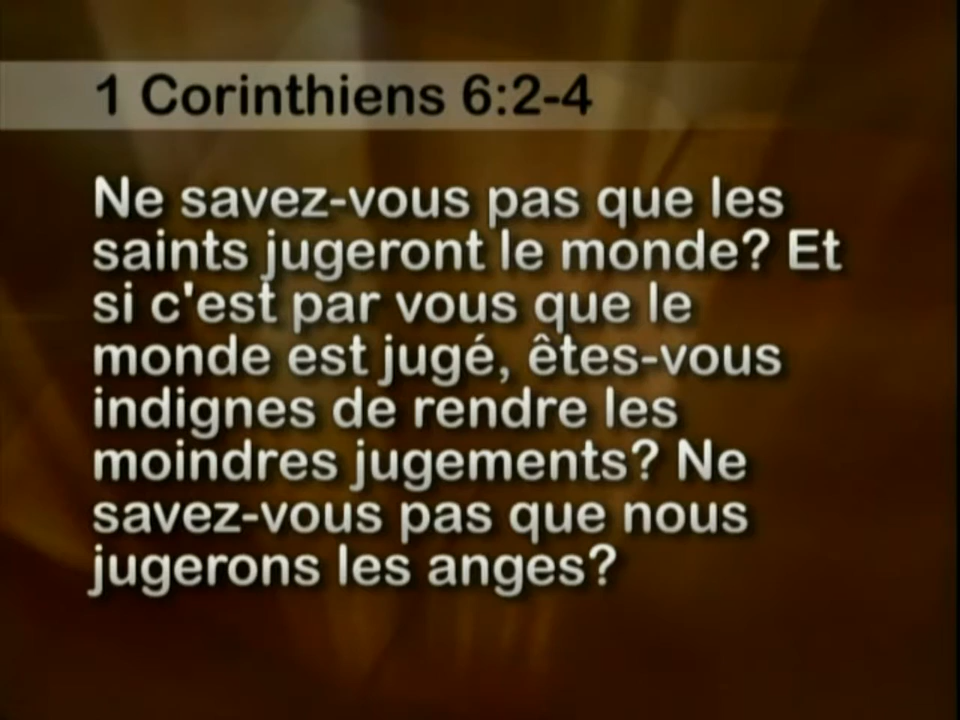 1 Corinthiens 6:2-4
Ne savez-vous pas que les
saints jugeront le monde? Et
si c'est par vous que le
monde est jugé, êtes-vous
indignes de rendre les
moindres jugements? Ne
savez-vous pas que nous
jugerons les anges?